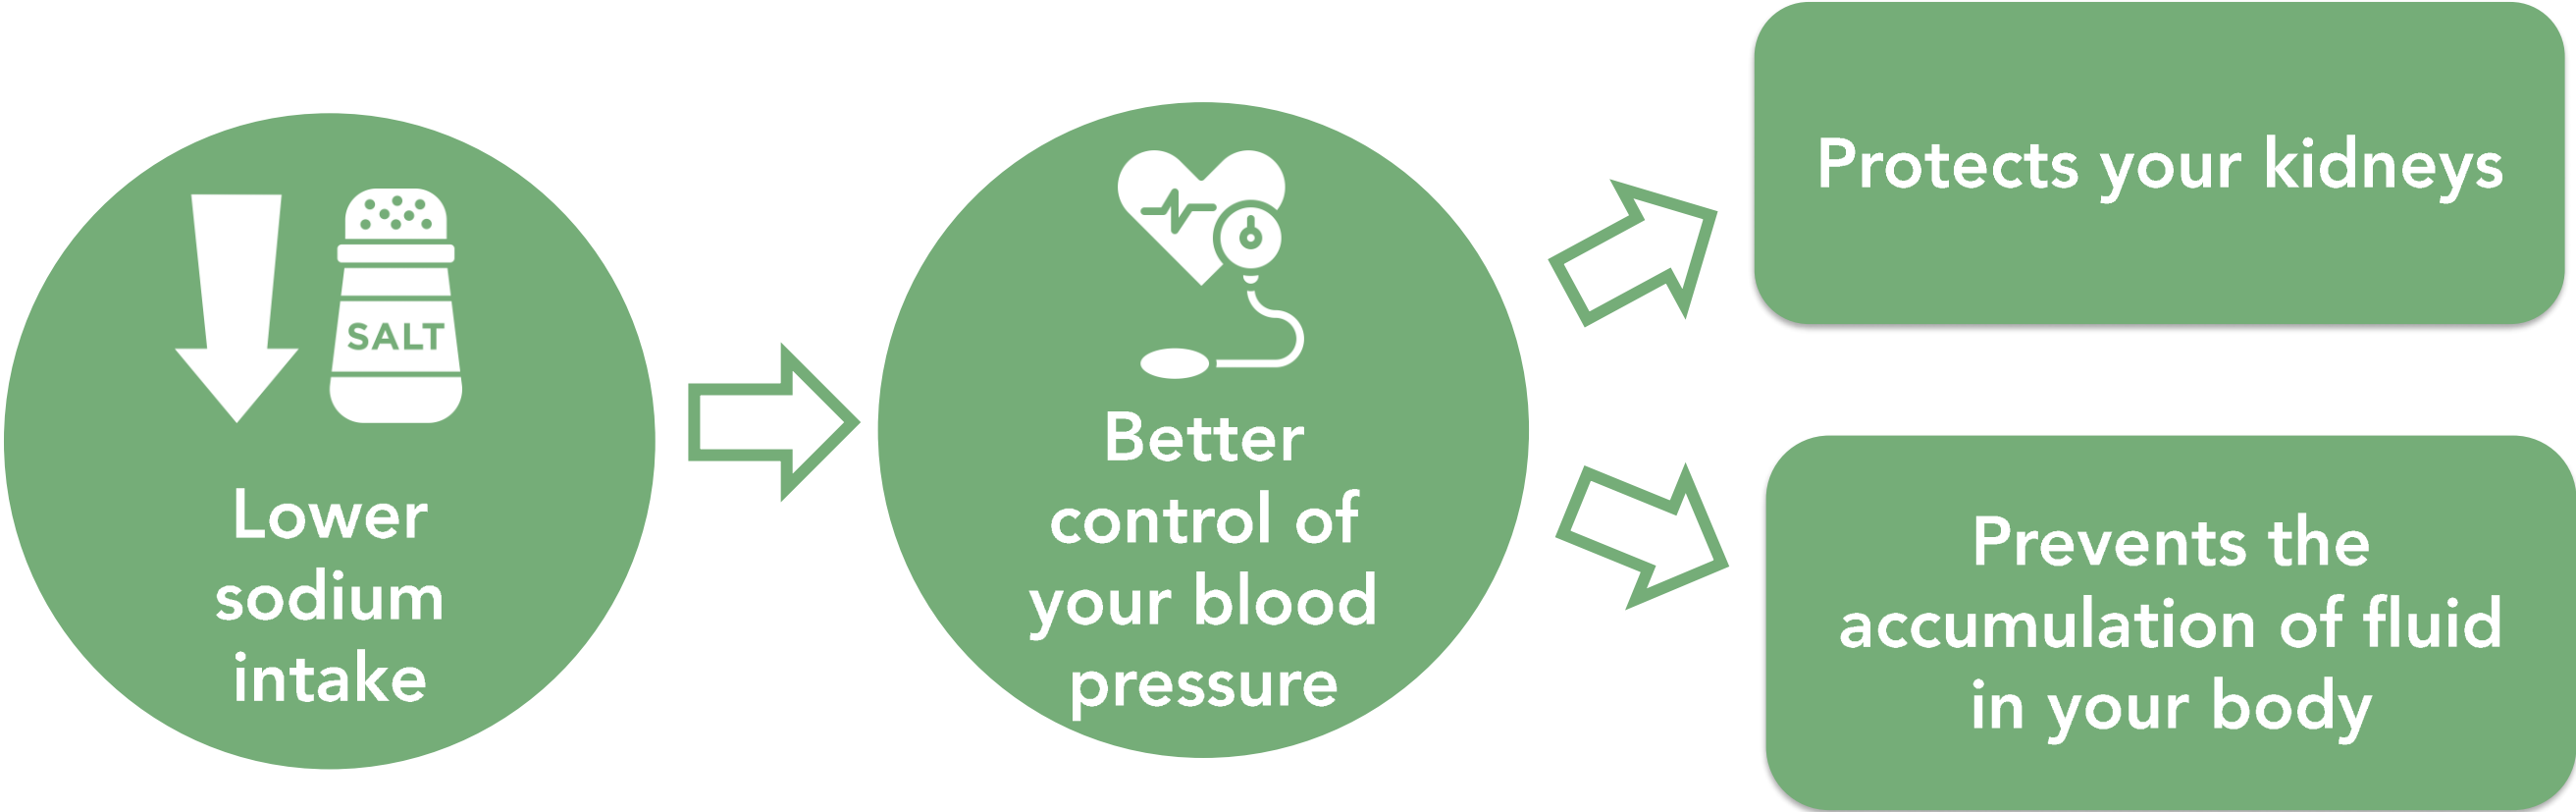 SALT
Lower
sodium
intake
Better
control of
your blood
pressure
Protects your kidneys
Prevents the
accumulation of fluid
in your body